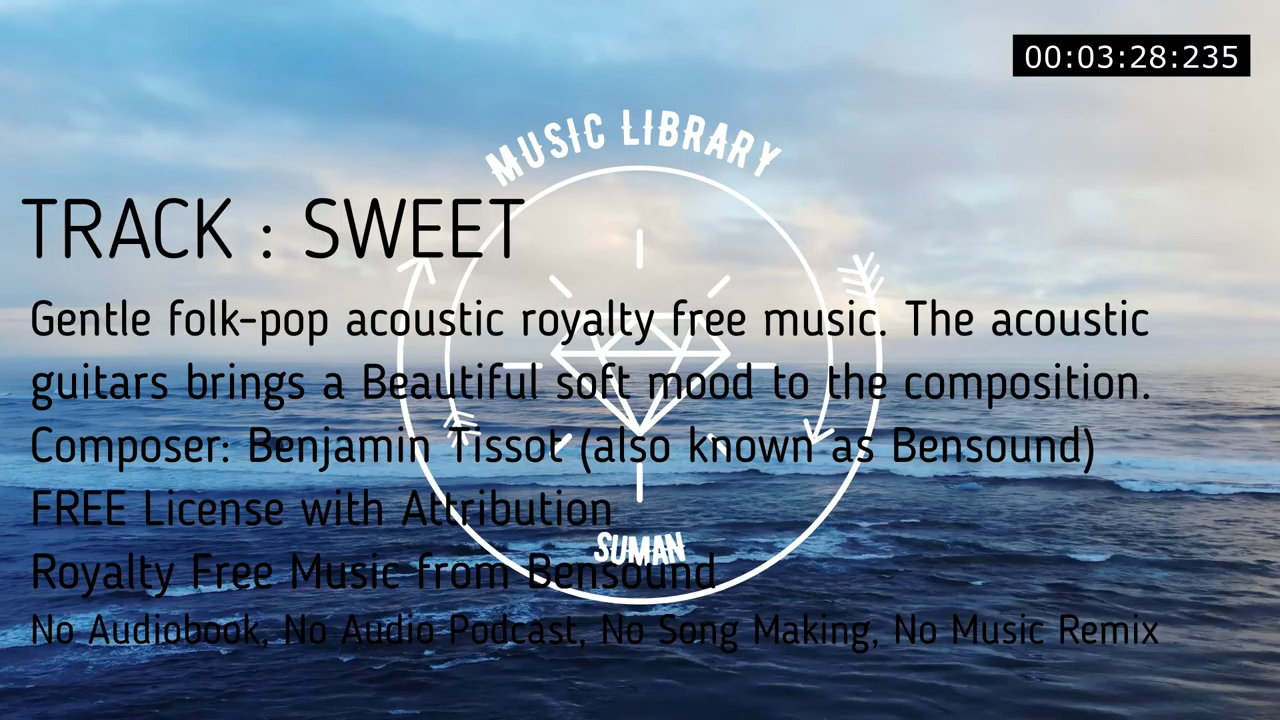 00:03:28:235
MUSIC LIBRARY
TRACK : SWEET
Gentle folk-pop acoustic royalty free music. The acoustic
guitars brings a Beautiful soft mood to the composition.
Composer: Benjamin Tissot (also known as Bensound)
FREE License with Attribution
SUMAN
Royalty Free Music from Bensound
No Audiobook, No Audio Podcast, No Song Making, No Music Remix